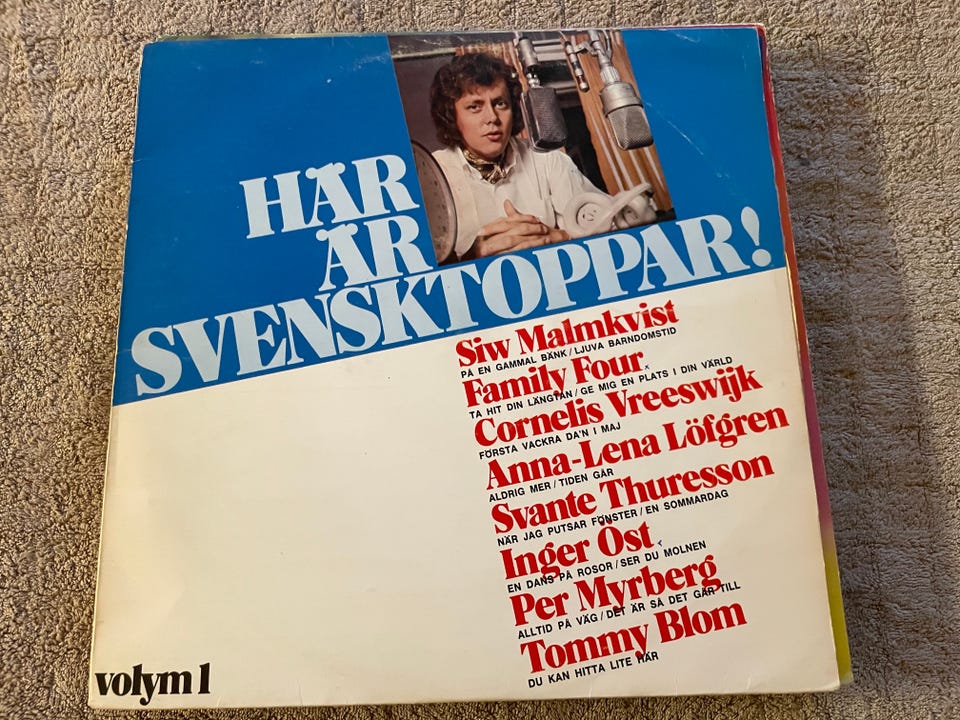 HÄR
ÄR
SVENSKTOPPAR!
Siw Malmkvist
PÅ EN GAMMAL BÄNK / LJUVA BARNDOMSTID
Family Four
TA HIT DIN LÄNGTAN / GE MIG EN PLATS I DIN VÄRLD
Cornelis Vreeswijk
FÖRSTA VACKRA DA'N I MAJ
Anna-Lena Löfgren
ALDRIG MER / TIDEN GÅR
Svante Thuresson
NÄR JAG PUTSAR FÖNSTER / EN SOMMARDAG
Inger Öst
EN DANS PÅ ROSOR / SER DU MOLNEN
Per Myrberg
ALLTID PÅ VÄG / DET ÄR SÅ DET GÅR TILL
Tommy Blom
DU KAN HITTA LITE HÄR
volym 1